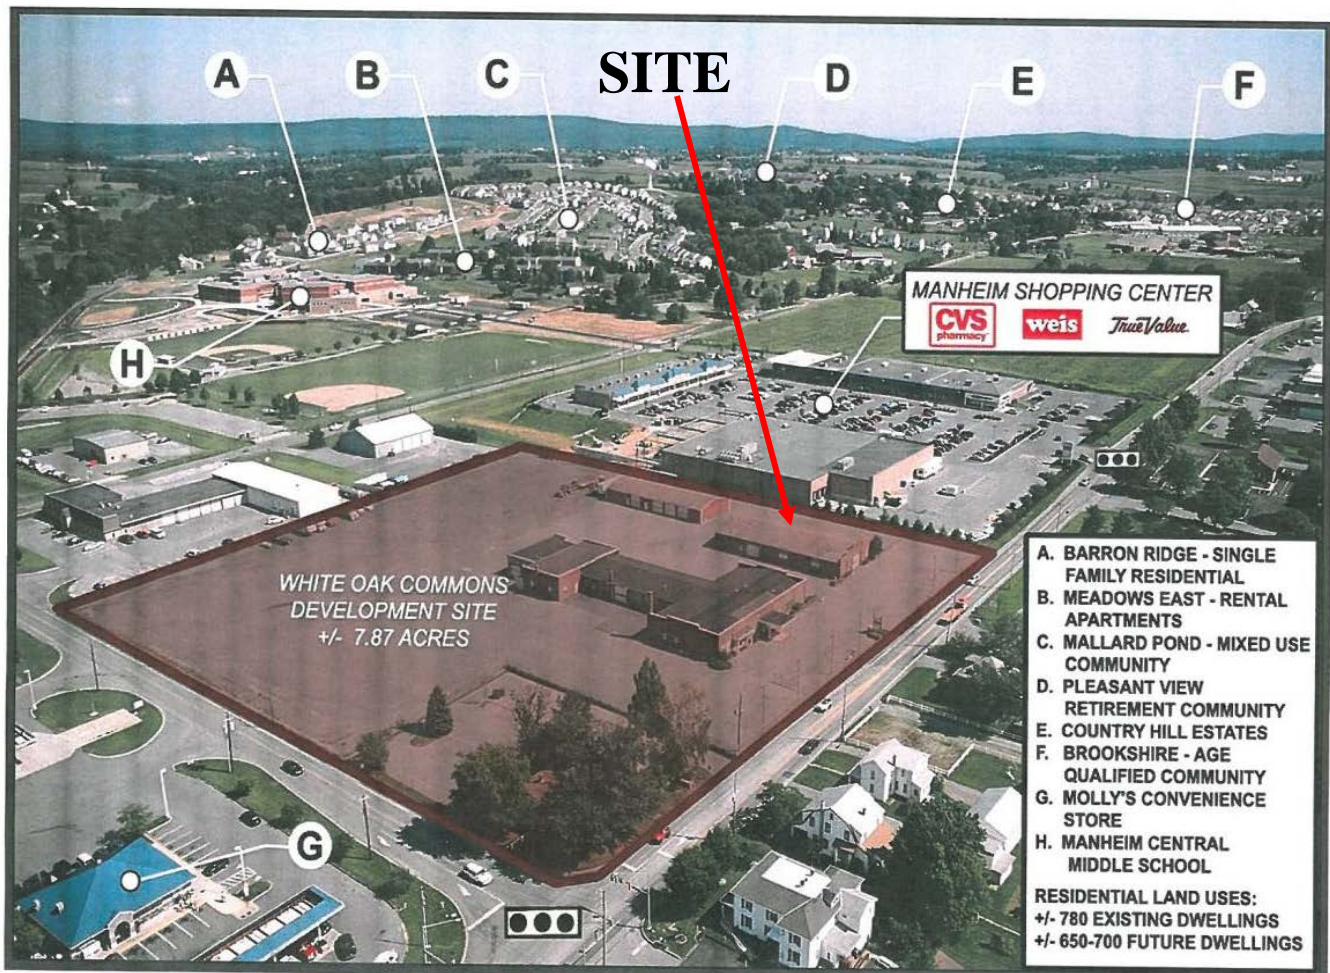 SITE
A
B
C
D
E
F
MANHEIM SHOPPING CENTER
CVS
pharmacy
weis
True Value
H
WHITE OAK COMMONS
DEVELOPMENT SITE
+/- 7.87 ACRES
G
A. BARRON RIDGE - SINGLE
FAMILY RESIDENTIAL
B. MEADOWS EAST - RENTAL
APARTMENTS
C. MALLARD POND - MIXED USE
COMMUNITY
D. PLEASANT VIEW
RETIREMENT COMMUNITY
E. COUNTRY HILL ESTATES
F. BROOKSHIRE - AGE
QUALIFIED COMMUNITY
G. MOLLY'S CONVENIENCE
STORE
H. MANHEIM CENTRAL
MIDDLE SCHOOL
RESIDENTIAL LAND USES:
+/- 780 EXISTING DWELLINGS
+/- 650-700 FUTURE DWELLINGS